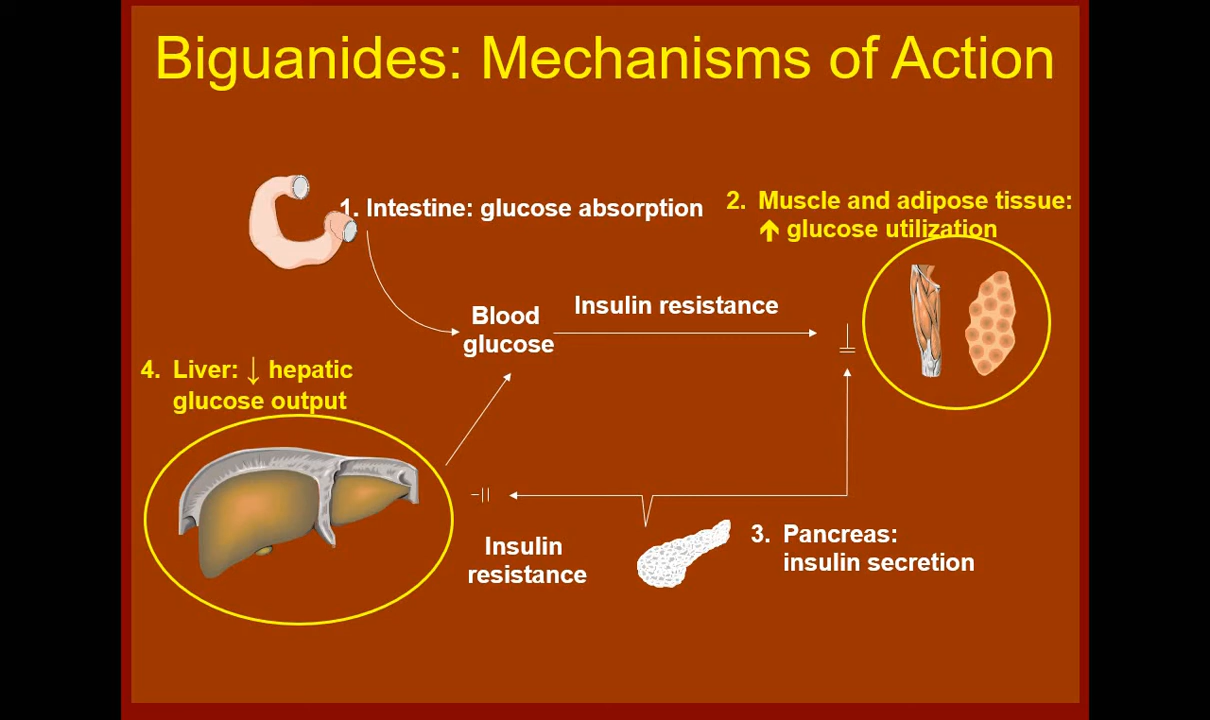 Biguanides: Mechanisms of Action
1. Intestine: glucose absorption
2. Muscle and adipose tissue:
↑ glucose utilization
Insulin resistance
Blood
glucose
4. Liver: ↓ hepatic
glucose output
Insulin
resistance
3. Pancreas:
insulin secretion